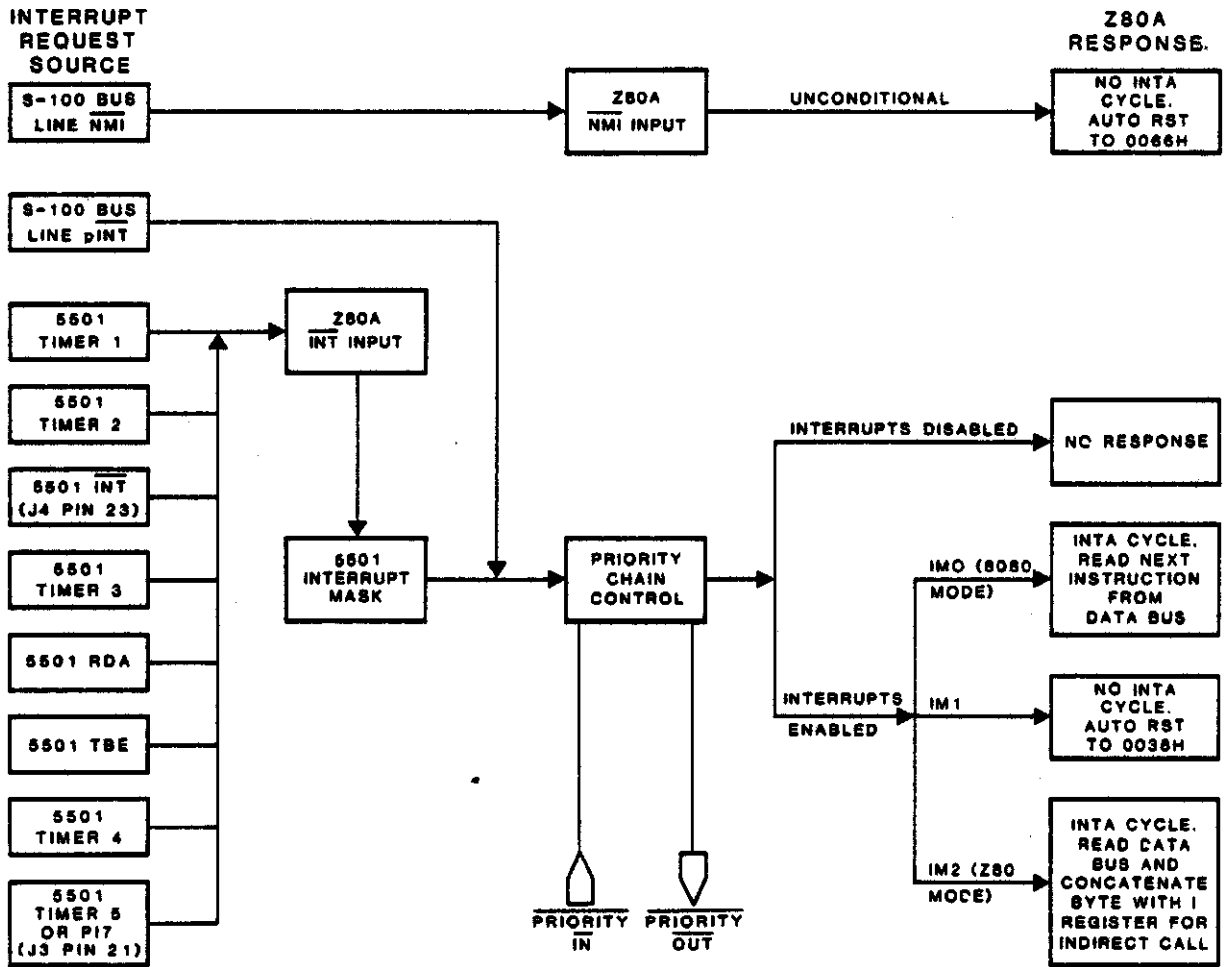 INTERRUPT
REQUEST
SOURCE
Z80A
RESPONSE.
S-100 BUS
LINE NMI
Z80A
NMI INPUT
UNCONDITIONAL
NO INTA
CYCLE.
AUTO RST
TO 0066H
S-100 BUS
LINE pINT
5501
TIMER 1
Z80A
INT INPUT
5501
TIMER 2
INTERRUPTS DISABLED
NO RESPONSE
5501 INT
(J4 PIN 23)
5501
TIMER 3
5501
INTERRUPT
MASK
PRIORITY
CHAIN
CONTROL
IM0 (8080
MODE)
INTA CYCLE.
READ NEXT
INSTRUCTION
FROM
DATA BUS
5501 RDA
INTERRUPTS
ENABLED
IM1
NO INTA
CYCLE.
AUTO RST
TO 0038H
5501 TBE
5501
TIMER 4
5501
TIMER 5
OR PI7
(J3 PIN 21)
PRIORITY
IN
PRIORITY
OUT
IM2 (Z80
MODE)
INTA CYCLE.
READ DATA
BUS AND
CONCATENATE
BYTE WITH I
REGISTER FOR
INDIRECT CALL